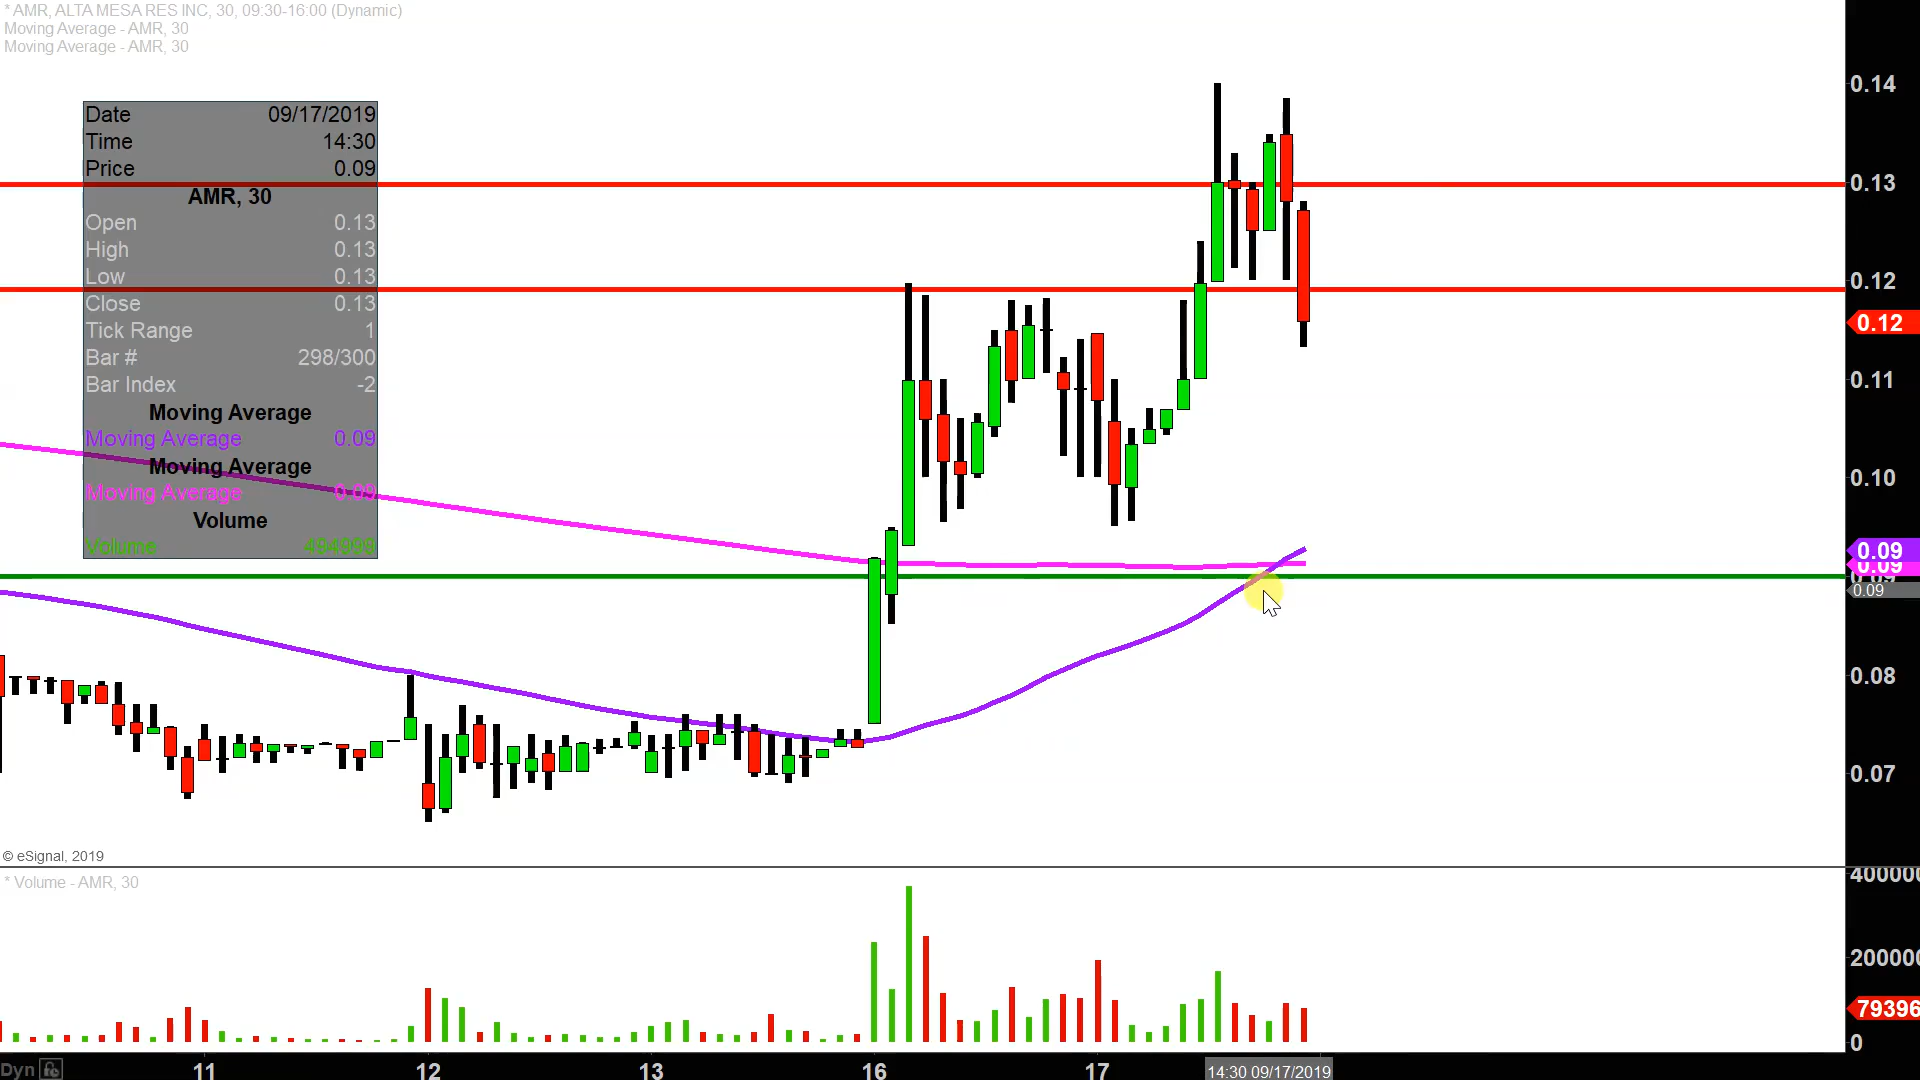 * AMR, ALTA MESA RES INC, 30, 09:30-16:00 (Dynamic)
Moving Average - AMR, 30
Moving Average - AMR, 30
Date 09/17/2019
Time 14:30
Price 0.09
AMR, 30
Open 0.13
High 0.13
Low 0.13
Close 0.13
Tick Range 1
Bar # 298/300
Bar Index -2
Moving Average
Moving Average 0.09
Moving Average
Moving Average 0.09
Volume
Volume 494999
0.14
0.13
0.12
0.12
0.11
0.10
0.09
0.09
0.09
0.09
0.08
0.07
© eSignal, 2019
* Volume - AMR, 30
400000
200000
79396
0
Dyn
11
12
13
16
17
14:30 09/17/2019